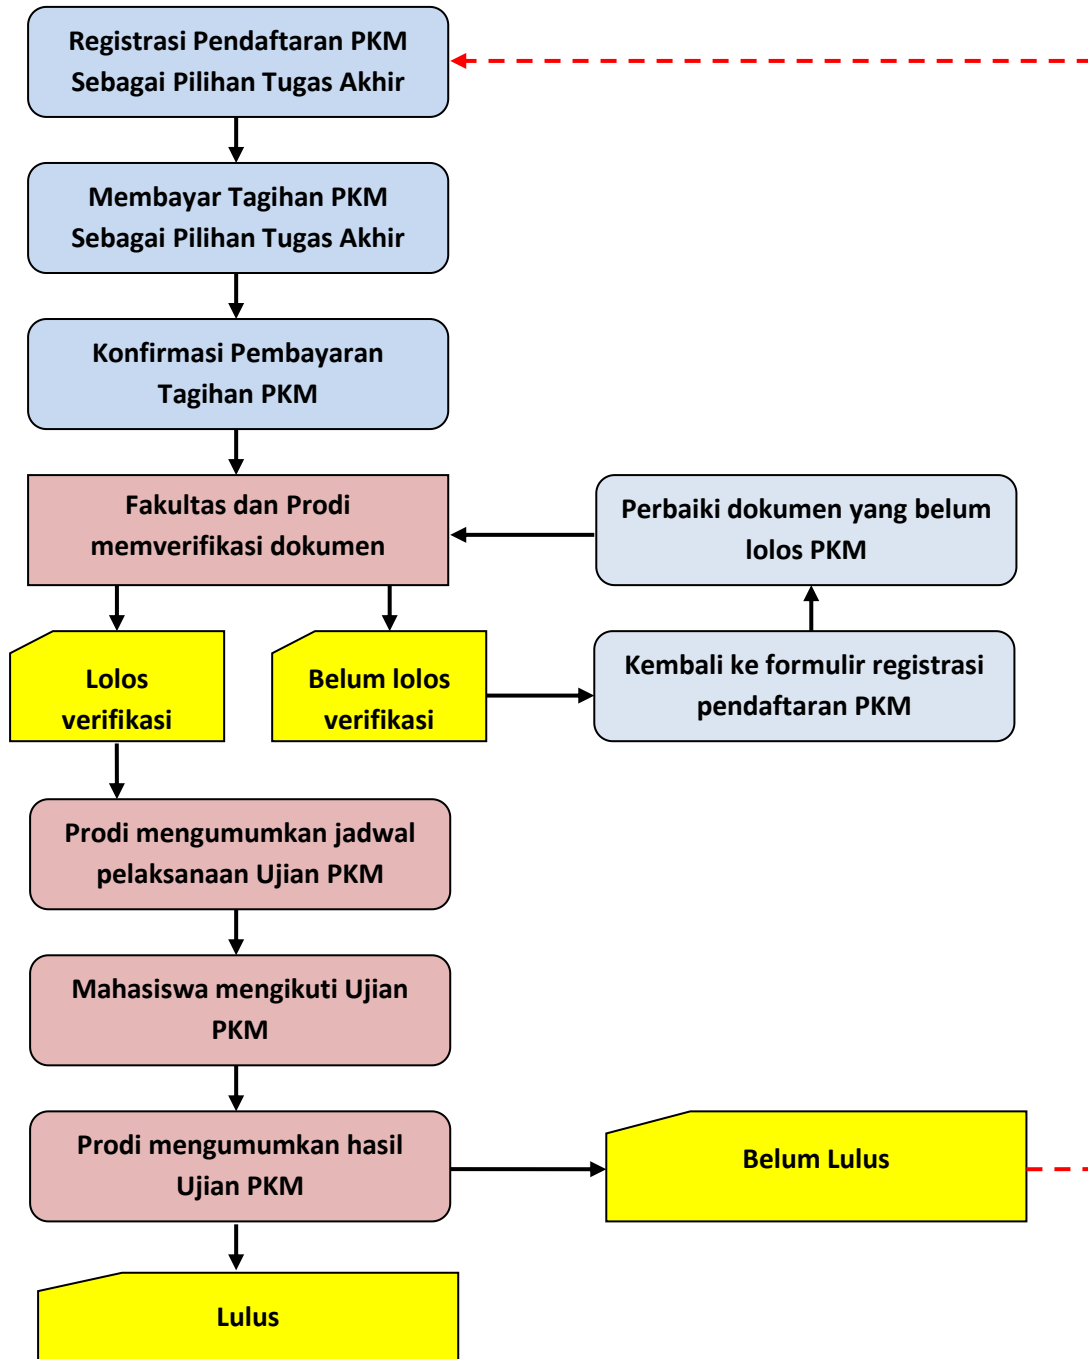 Registrasi Pendaftaran PKM
Sebagai Pilihan Tugas Akhir
Membayar Tagihan PKM
Sebagai Pilihan Tugas Akhir
Konfirmasi Pembayaran
Tagihan PKM
Fakultas dan Prodi
memverifikasi dokumen
Perbaiki dokumen yang belum
lolos PKM
Lolos
verifikasi
Belum lolos
verifikasi
Kembali ke formulir registrasi
pendaftaran PKM
Prodi mengumumkan jadwal
pelaksanaan Ujian PKM
Mahasiswa mengikuti Ujian
PKM
Prodi mengumumkan hasil
Ujian PKM
Belum Lulus
Lulus